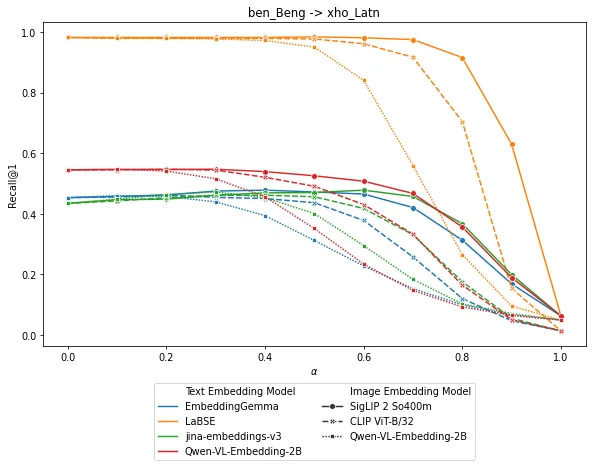 ben_Beng -> xho_Latn
1.0
0.8
0.6
0.4
0.2
0.0
Recall@1
0.0 0.2 0.4 0.6 0.8 1.0
α
Text Embedding Model
EmbeddingGemma
LaBSE
jina-embeddings-v3
Qwen-VL-Embedding-2B
Image Embedding Model
SigLIP 2 So400m
CLIP ViT-B/32
Qwen-VL-Embedding-2B